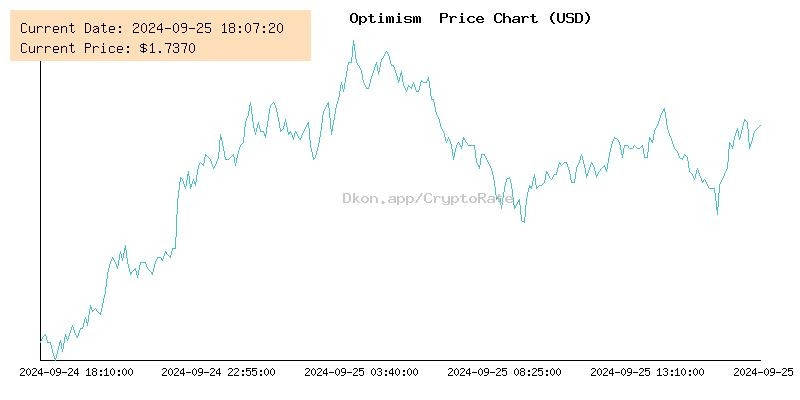 Optimism  Price Chart (USD)
Current Date: 2024-09-25 18:07:20
Current Price: $1.7370
Dkon.app/CryptoRate
2024-09-24 18:10:00 2024-09-24 22:55:00 2024-09-25 03:40:00 2024-09-25 08:25:00 2024-09-25 13:10:00 2024-09-25